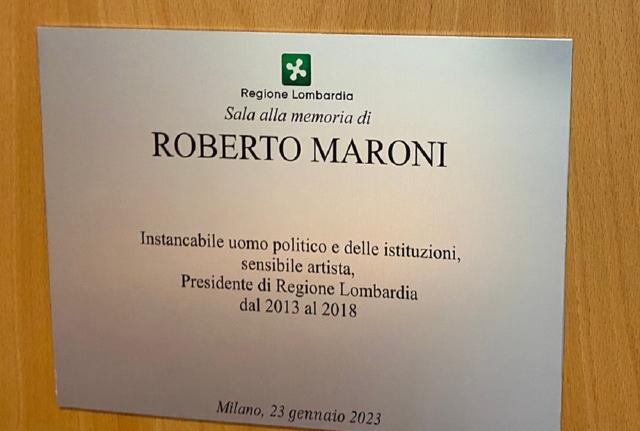 Regione Lombardia
Sala alla memoria di
ROBERTO MARONI
Instancabile uomo politico e delle istituzioni,
sensibile artista,
Presidente di Regione Lombardia
dal 2013 al 2018
Milano, 23 gennaio 2023